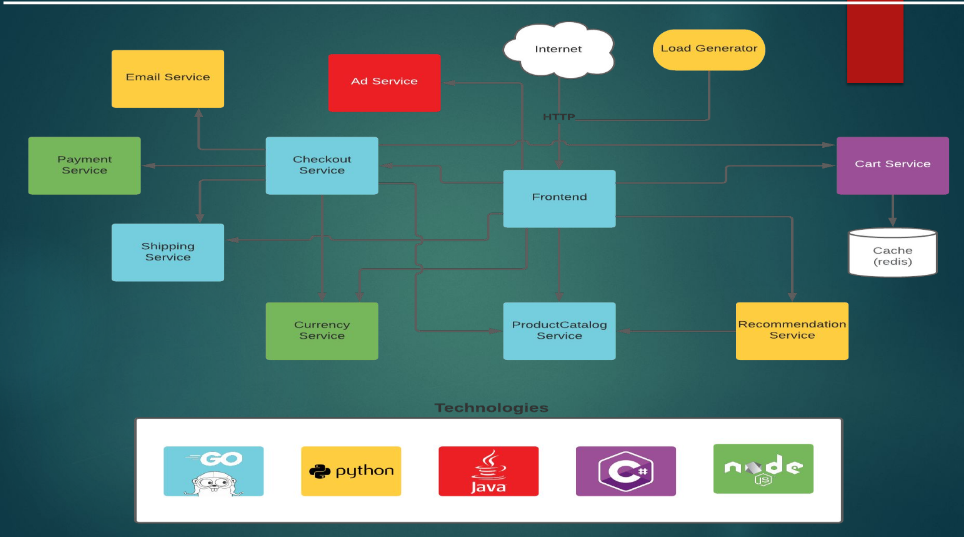 Internet
Load Generator
Email Service
Ad Service
HTTP
Payment
Service
Checkout
Service
Cart Service
Frontend
Shipping
Service
Cache
(redis)
Currency
Service
ProductCatalog
Service
Recommendation
Service
Technologies
GO
python
Java
C#
node
JS